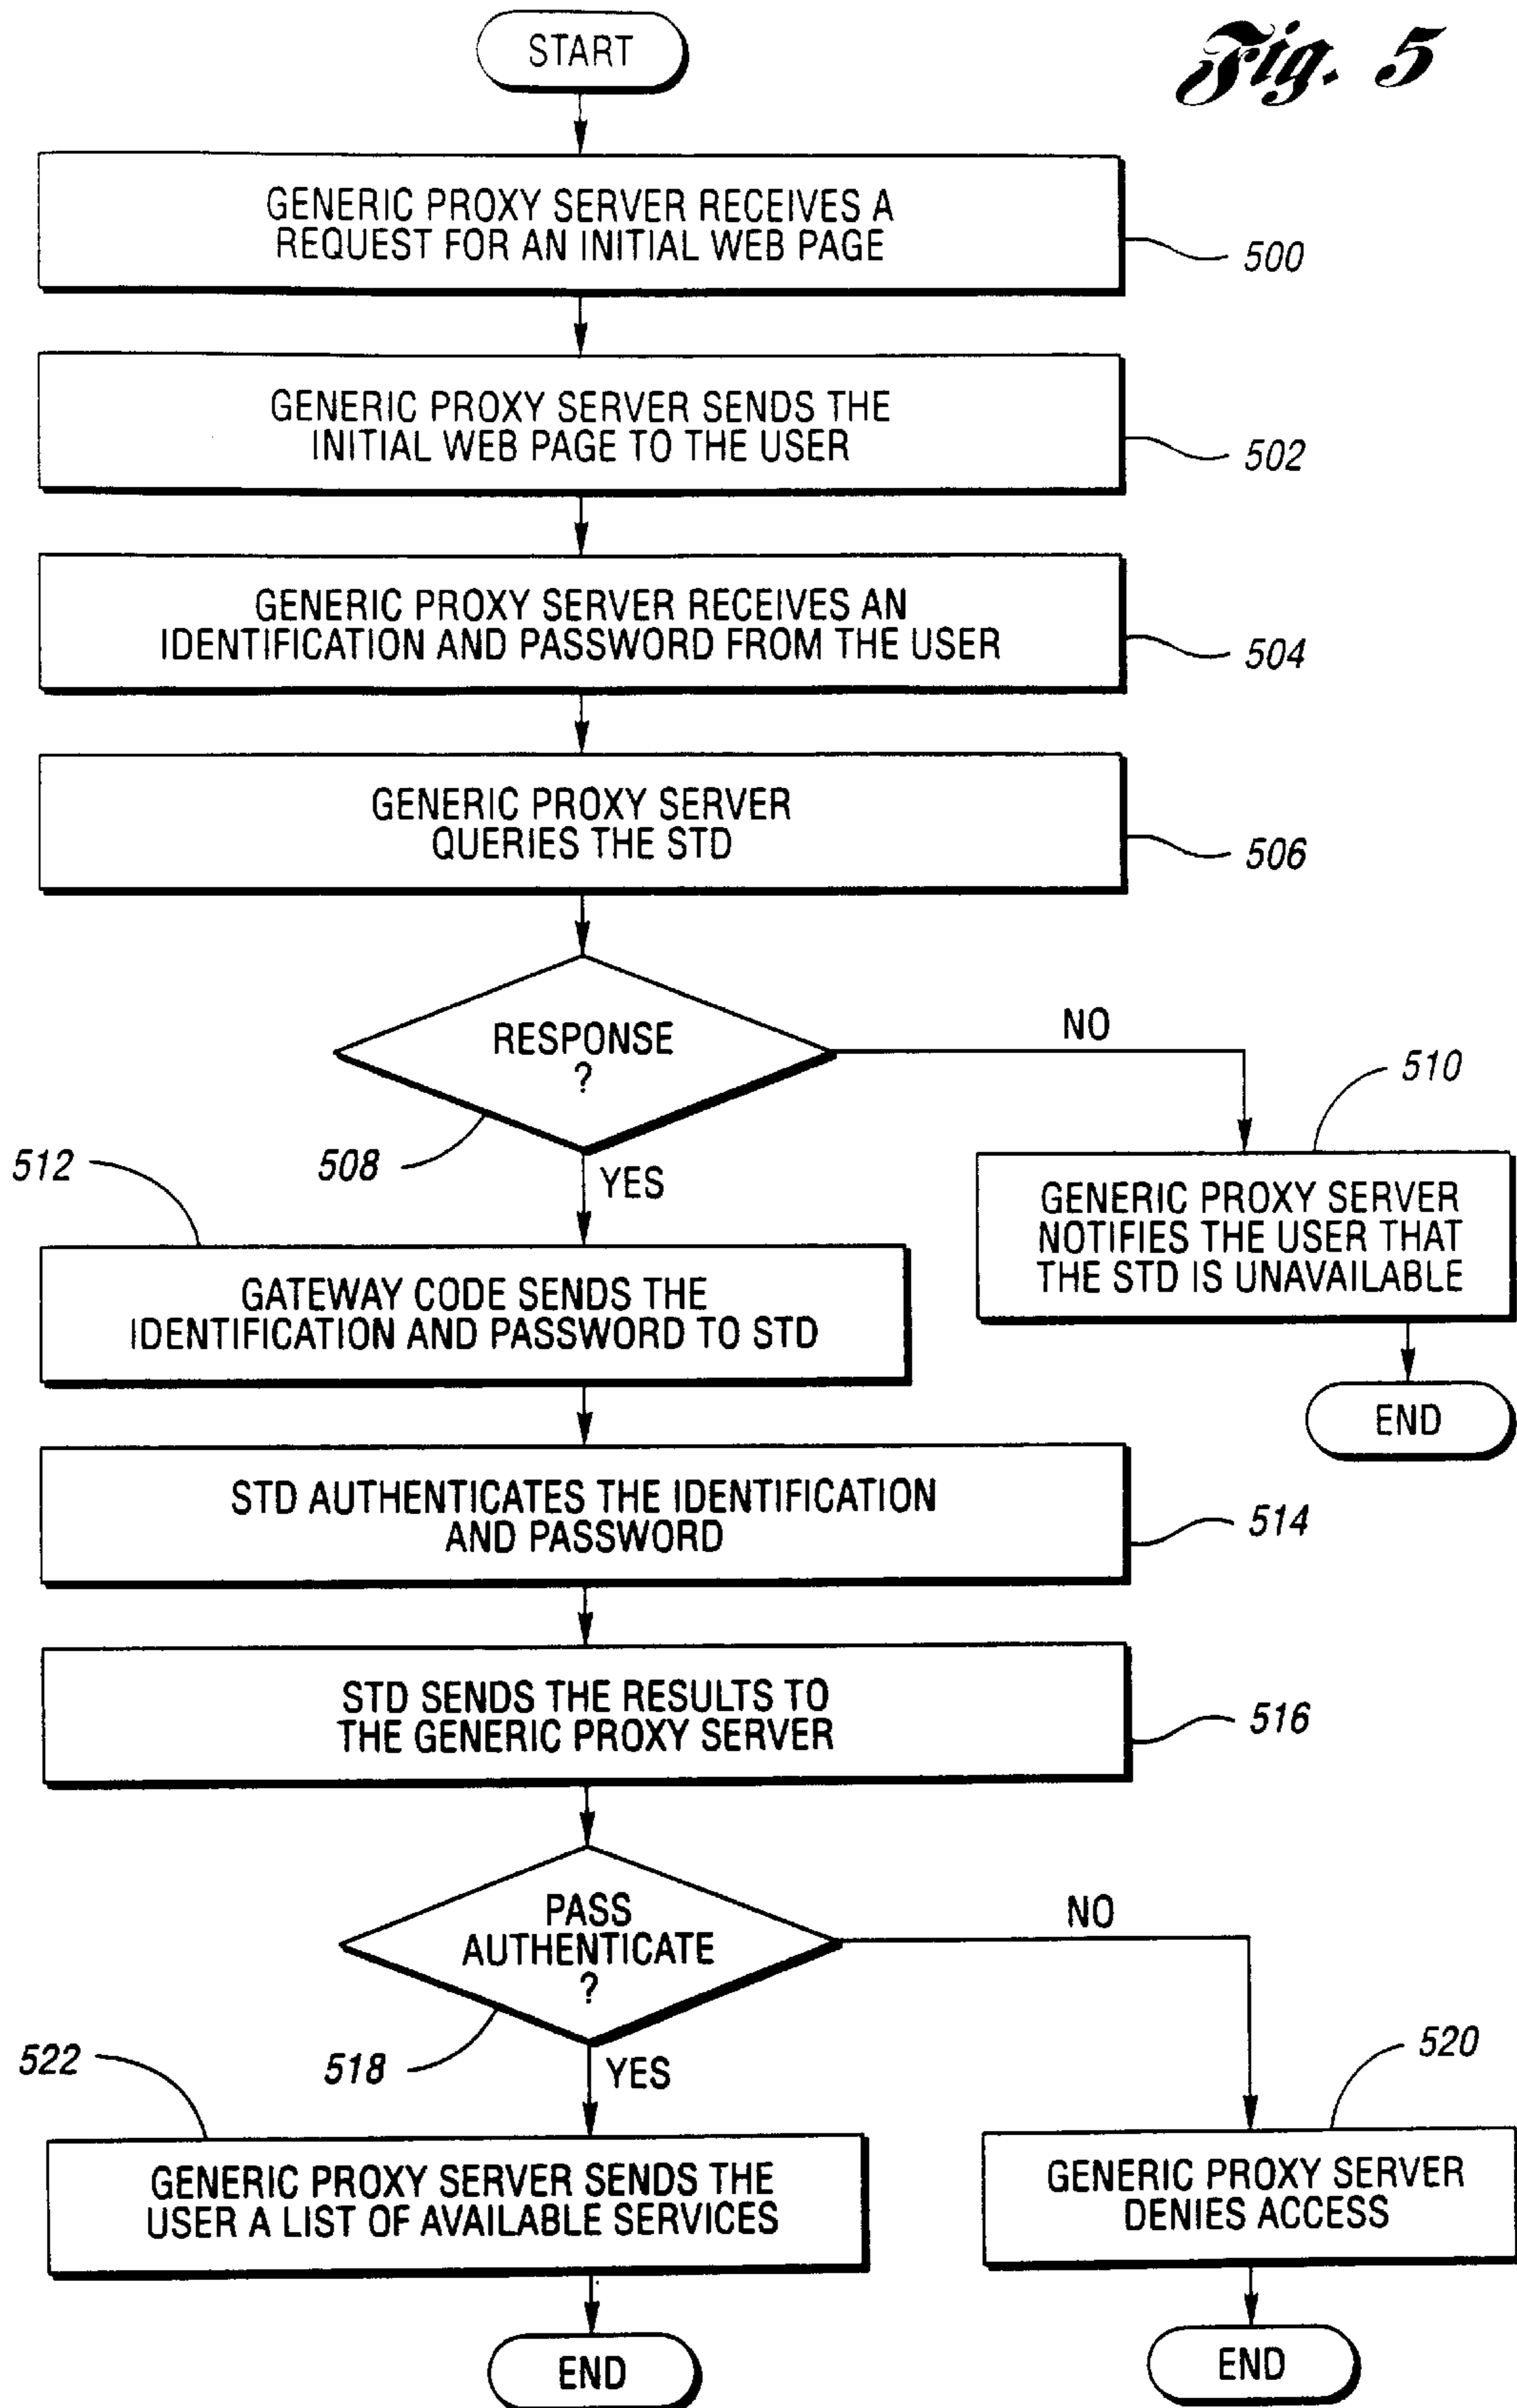 START
Fig. 5
GENERIC PROXY SERVER RECEIVES A
REQUEST FOR AN INITIAL WEB PAGE
500
GENERIC PROXY SERVER SENDS THE
INITIAL WEB PAGE TO THE USER
502
GENERIC PROXY SERVER RECEIVES AN
IDENTIFICATION AND PASSWORD FROM THE USER
504
GENERIC PROXY SERVER
QUERIES THE STD
506
RESPONSE
?
508
NO
510
GENERIC PROXY SERVER
NOTIFIES THE USER THAT
THE STD IS UNAVAILABLE
END
YES
512
GATEWAY CODE SENDS THE
IDENTIFICATION AND PASSWORD TO STD
STD AUTHENTICATES THE IDENTIFICATION
AND PASSWORD
514
STD SENDS THE RESULTS TO
THE GENERIC PROXY SERVER
516
PASS
AUTHENTICATE
?
518
NO
520
GENERIC PROXY SERVER
DENIES ACCESS
END
YES
522
GENERIC PROXY SERVER SENDS THE
USER A LIST OF AVAILABLE SERVICES
END